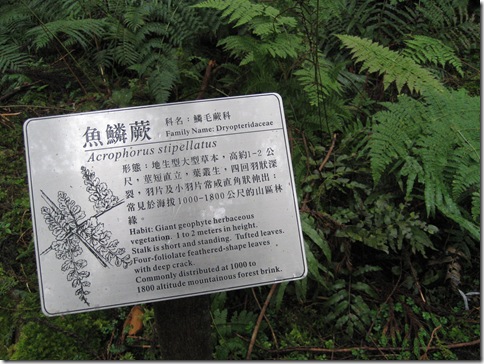 魚鱗蕨
科名：鱗毛蕨科
Family Name: Dryopteridaceae
Acrophorus stipellatus
形態：地生型大型草本，高約1-2 公
尺，莖短直立，葉叢生，四回羽狀深
裂，羽片及小羽片常成直角狀伸出；
常見於海拔1000-1800公尺的山區林
緣。
Habit: Giant geophyte herbaceous
vegetation. 1 to 2 meters in height.
Stalk is short and standing. Tufted leaves.
Four-foliolate feathered-shape leaves
with deep crack.
Commonly distributed at 1000 to
1800 altitude mountainous forest brink.